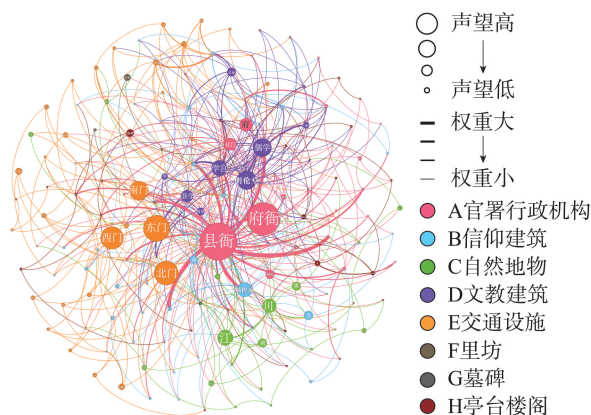 声望高
声望低
权重大
权重小
A官署行政机构
B信仰建筑
C自然地物
D文教建筑
E交通设施
F里坊
G墓碑
H亭台楼阁
儒学
南门
府衙
东门
西门
县衙
北门
川
江